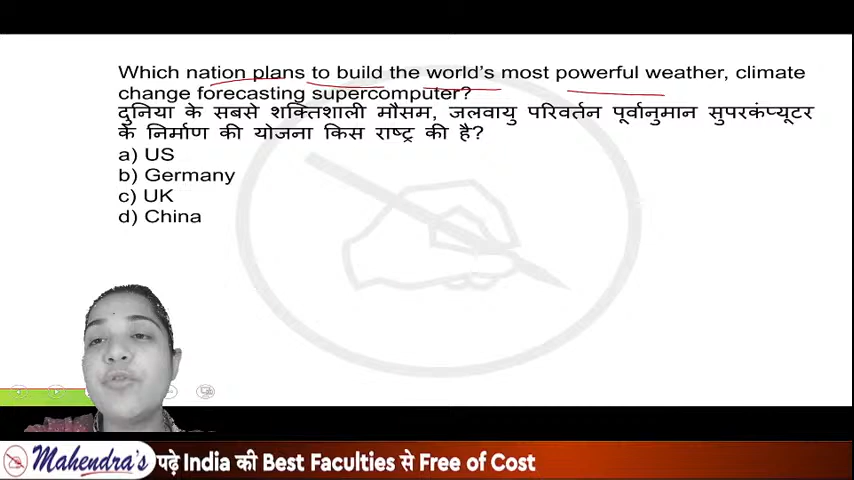 Which nation plans to build the world's most powerful weather, climate
change forecasting supercomputer?
दुनिया के सबसे शक्तिशाली मौसम, जलवायु परिवर्तन पूर्वानुमान सुपरकंप्यूटर
के निर्माण की योजना किस राष्ट्र की है?
a) US
b) Germany
c) UK
d) China
Mahendra's पढ़े India की Best Faculties से Free of Cost